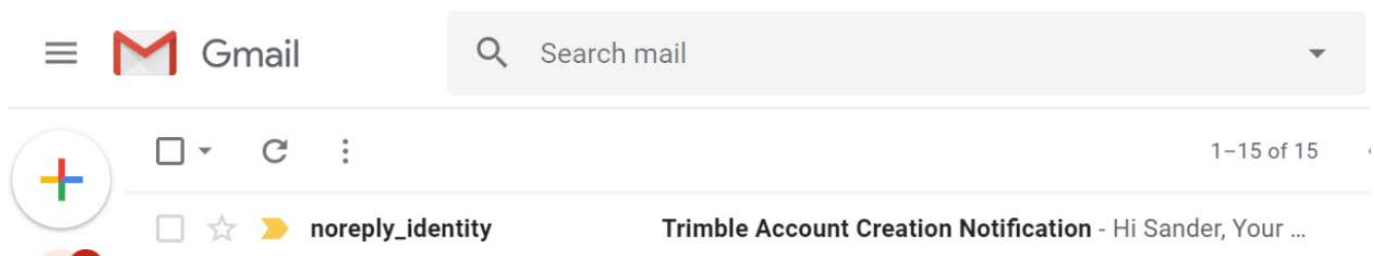 Gmail
Search mail
1–15 of 15
noreply_identity Trimble Account Creation Notification - Hi Sander, Your ...